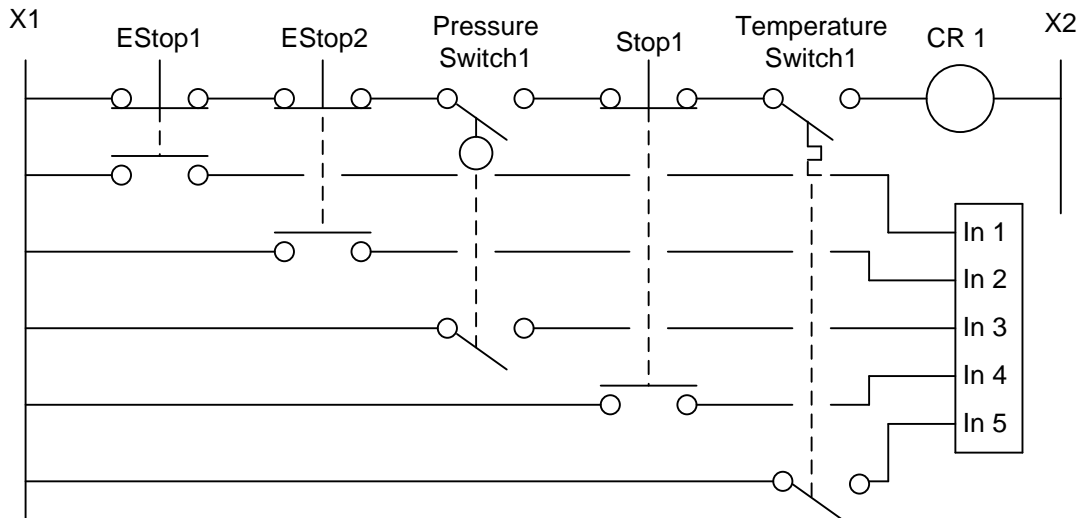 X1
EStop1
EStop2
Pressure
Switch1
Stop1
Temperature
Switch1
CR 1
X2
In 1
In 2
In 3
In 4
In 5